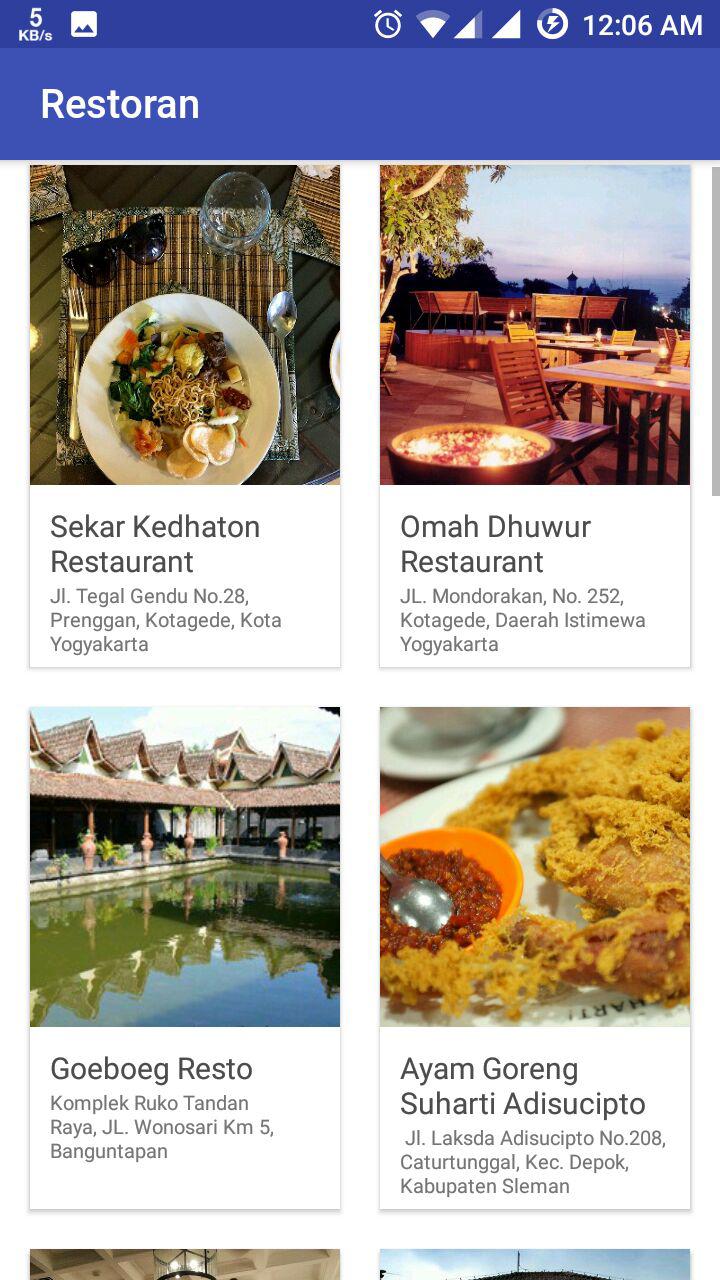 5
KB/s
12:06 AM
Restoran
Sekar Kedhaton
Restaurant
Jl. Tegal Gendu No.28,
Prenggan, Kotagede, Kota
Yogyakarta
Omah Dhuwur
Restaurant
JL. Mondorakan, No. 252,
Kotagede, Daerah Istimewa
Yogyakarta
Goeboeg Resto
Komplek Ruko Tandan
Raya, JL. Wonosari Km 5,
Banguntapan
Ayam Goreng
Suharti Adisucipto
Jl. Laksda Adisucipto No.208,
Caturtunggal, Kec. Depok,
Kabupaten Sleman